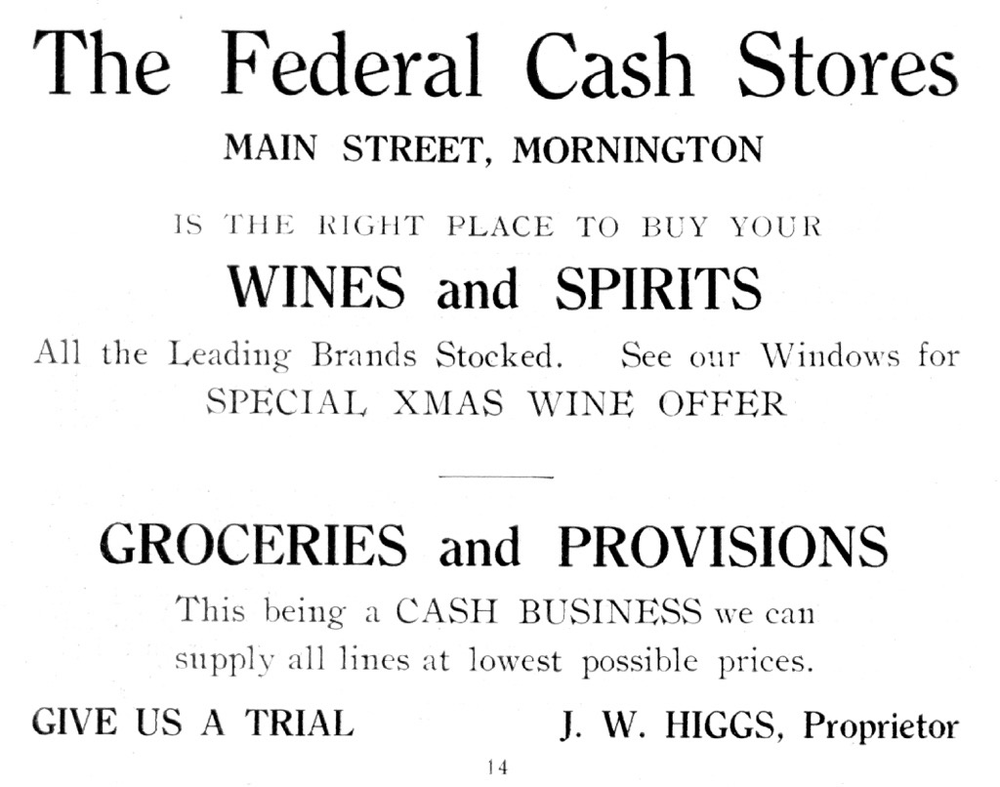 The Federal Cash Stores
MAIN STREET, MORNINGTON
IS THE RIGHT PLACE TO BUY YOUR
WINES and SPIRITS
All the Leading Brands Stocked. See our Windows for
SPECIAL XMAS WINE OFFER
GROCERIES and PROVISIONS
This being a CASH BUSINESS we can
supply all lines at lowest possible prices.
GIVE US A TRIAL J. W. HIGGS, Proprietor
14